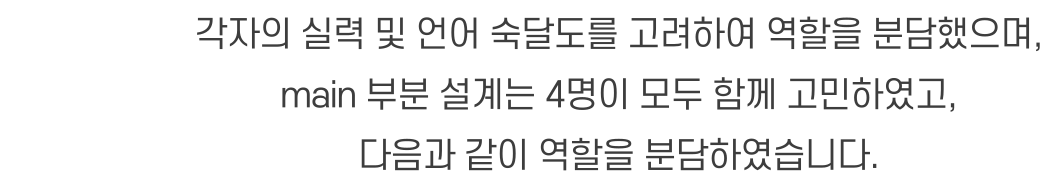 각자의 실력 및 언어 숙달도를 고려하여 역할을 분담했으며,
main 부분 설계는 4명이 모두 함께 고민하였고,
다음과 같이 역할을 분담하였습니다.